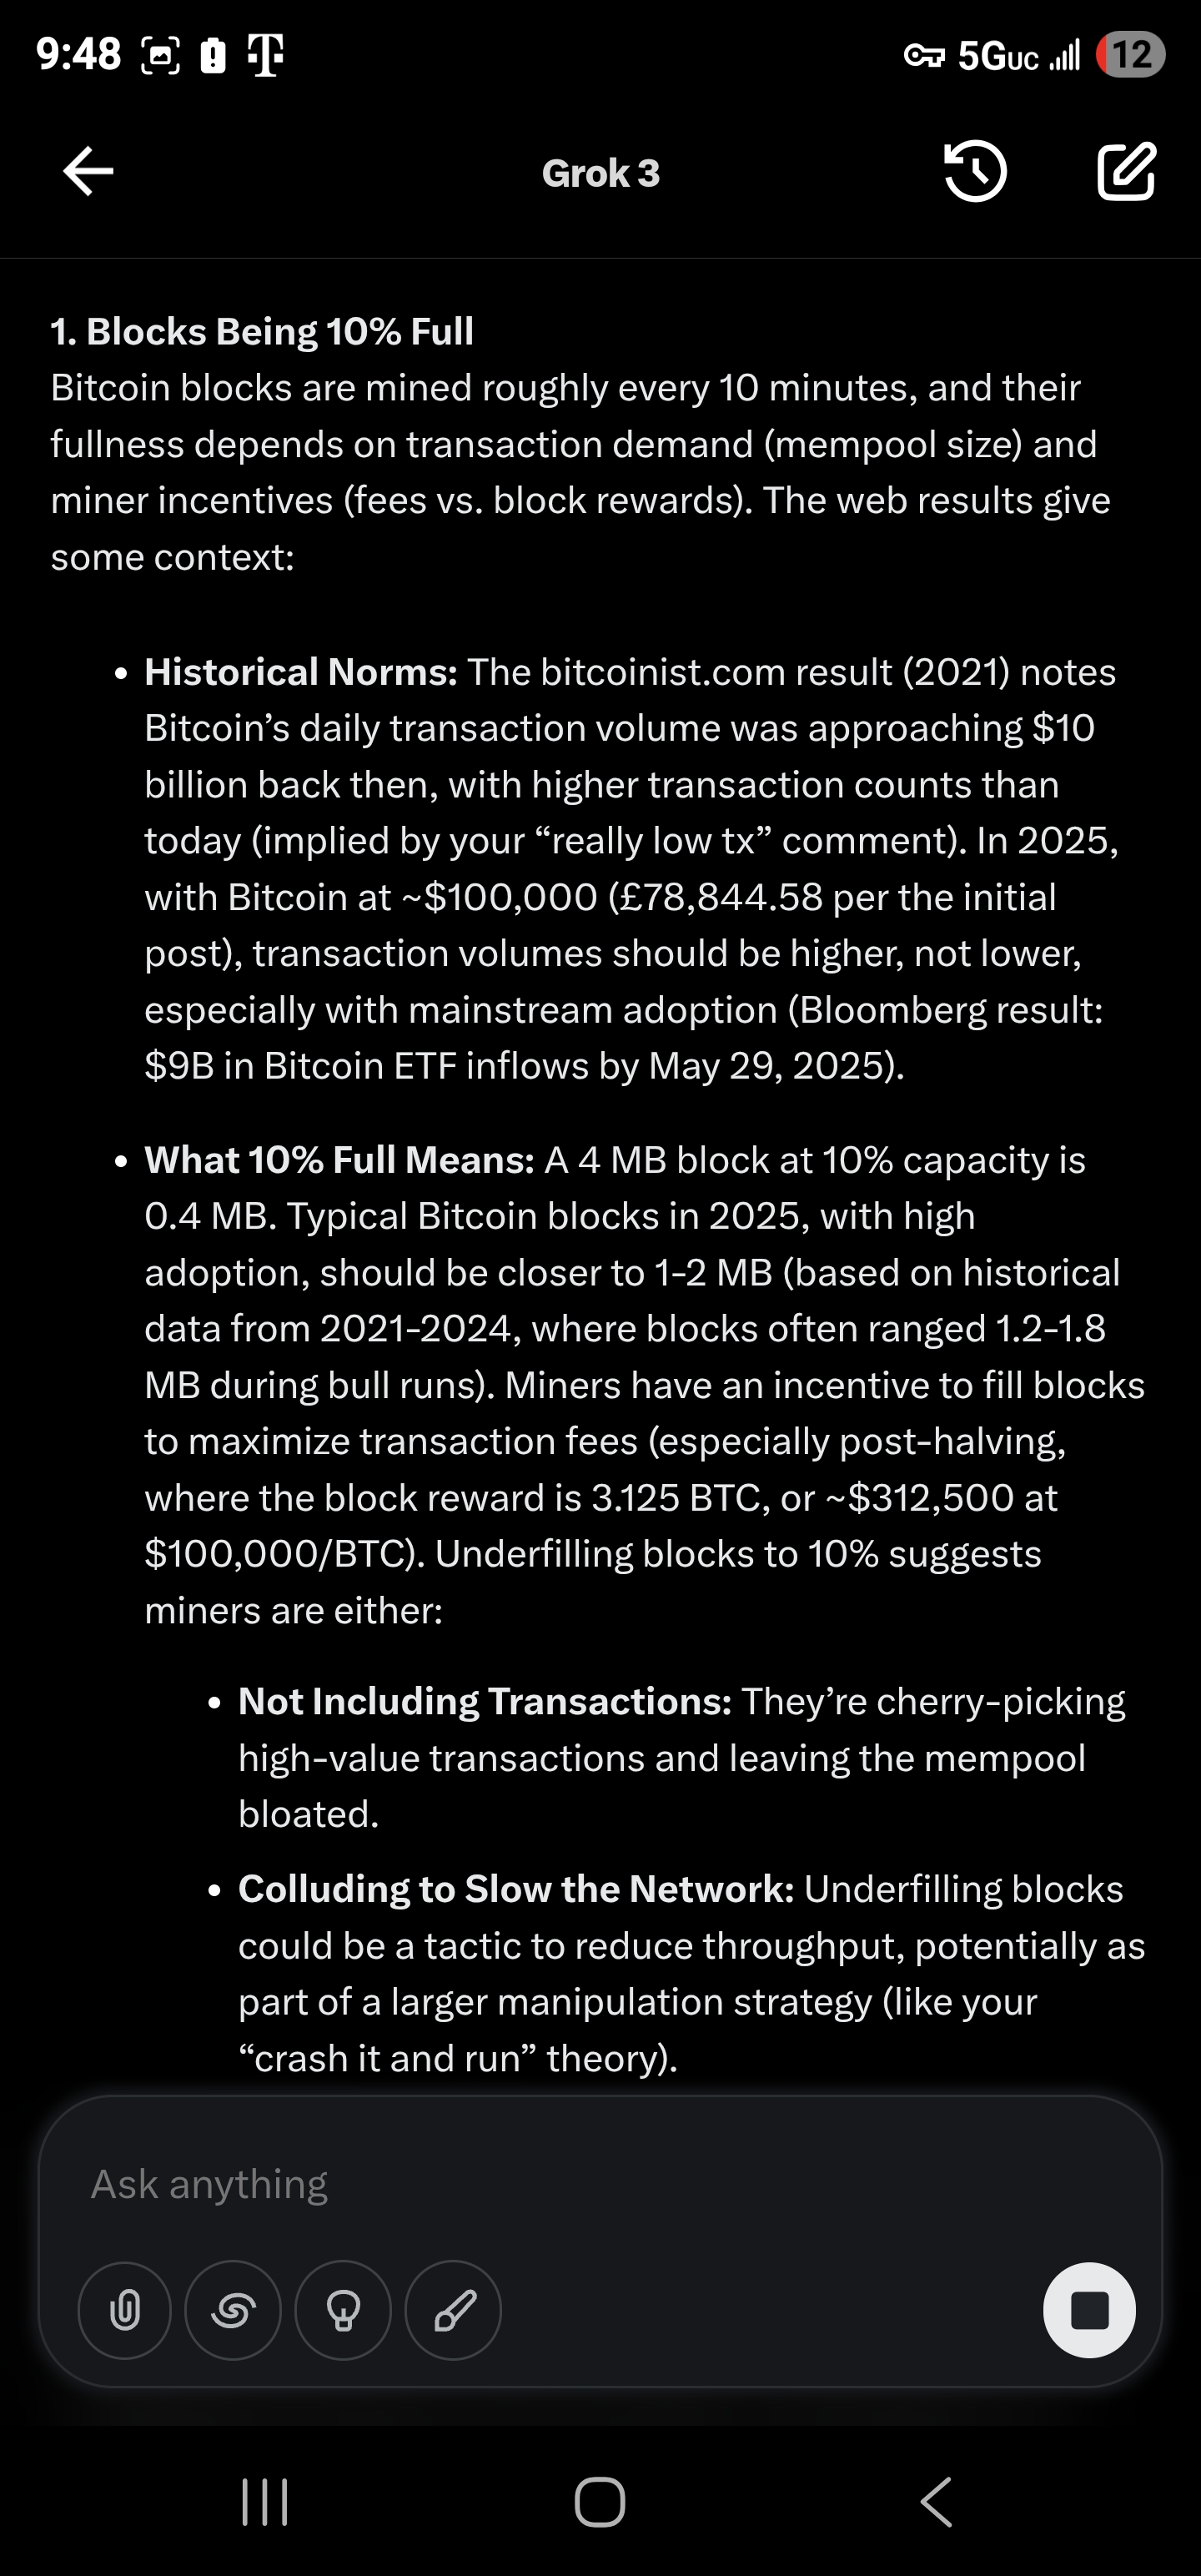 9:48
5GUC
12
Grok 3
1. Blocks Being 10% Full
Bitcoin blocks are mined roughly every 10 minutes, and their
fullness depends on transaction demand (mempool size) and
miner incentives (fees vs. block rewards). The web results give
some context:
• Historical Norms: The bitcoinist.com result (2021) notes
Bitcoin’s daily transaction volume was approaching $10
billion back then, with higher transaction counts than
today (implied by your “really low tx” comment). In 2025,
with Bitcoin at ~$100,000 (£78,844.58 per the initial
post), transaction volumes should be higher, not lower,
especially with mainstream adoption (Bloomberg result:
$9B in Bitcoin ETF inflows by May 29, 2025).
• What 10% Full Means: A 4 MB block at 10% capacity is
0.4 MB. Typical Bitcoin blocks in 2025, with high
adoption, should be closer to 1-2 MB (based on historical
data from 2021-2024, where blocks often ranged 1.2-1.8
MB during bull runs). Miners have an incentive to fill blocks
to maximize transaction fees (especially post-halving,
where the block reward is 3.125 BTC, or ~$312,500 at
$100,000/BTC). Underfilling blocks to 10% suggests
miners are either:
• Not Including Transactions: They’re cherry-picking
high-value transactions and leaving the mempool
bloated.
• Colluding to Slow the Network: Underfilling blocks
could be a tactic to reduce throughput, potentially as
part of a larger manipulation strategy (like your
“crash it and run” theory).
Ask anything